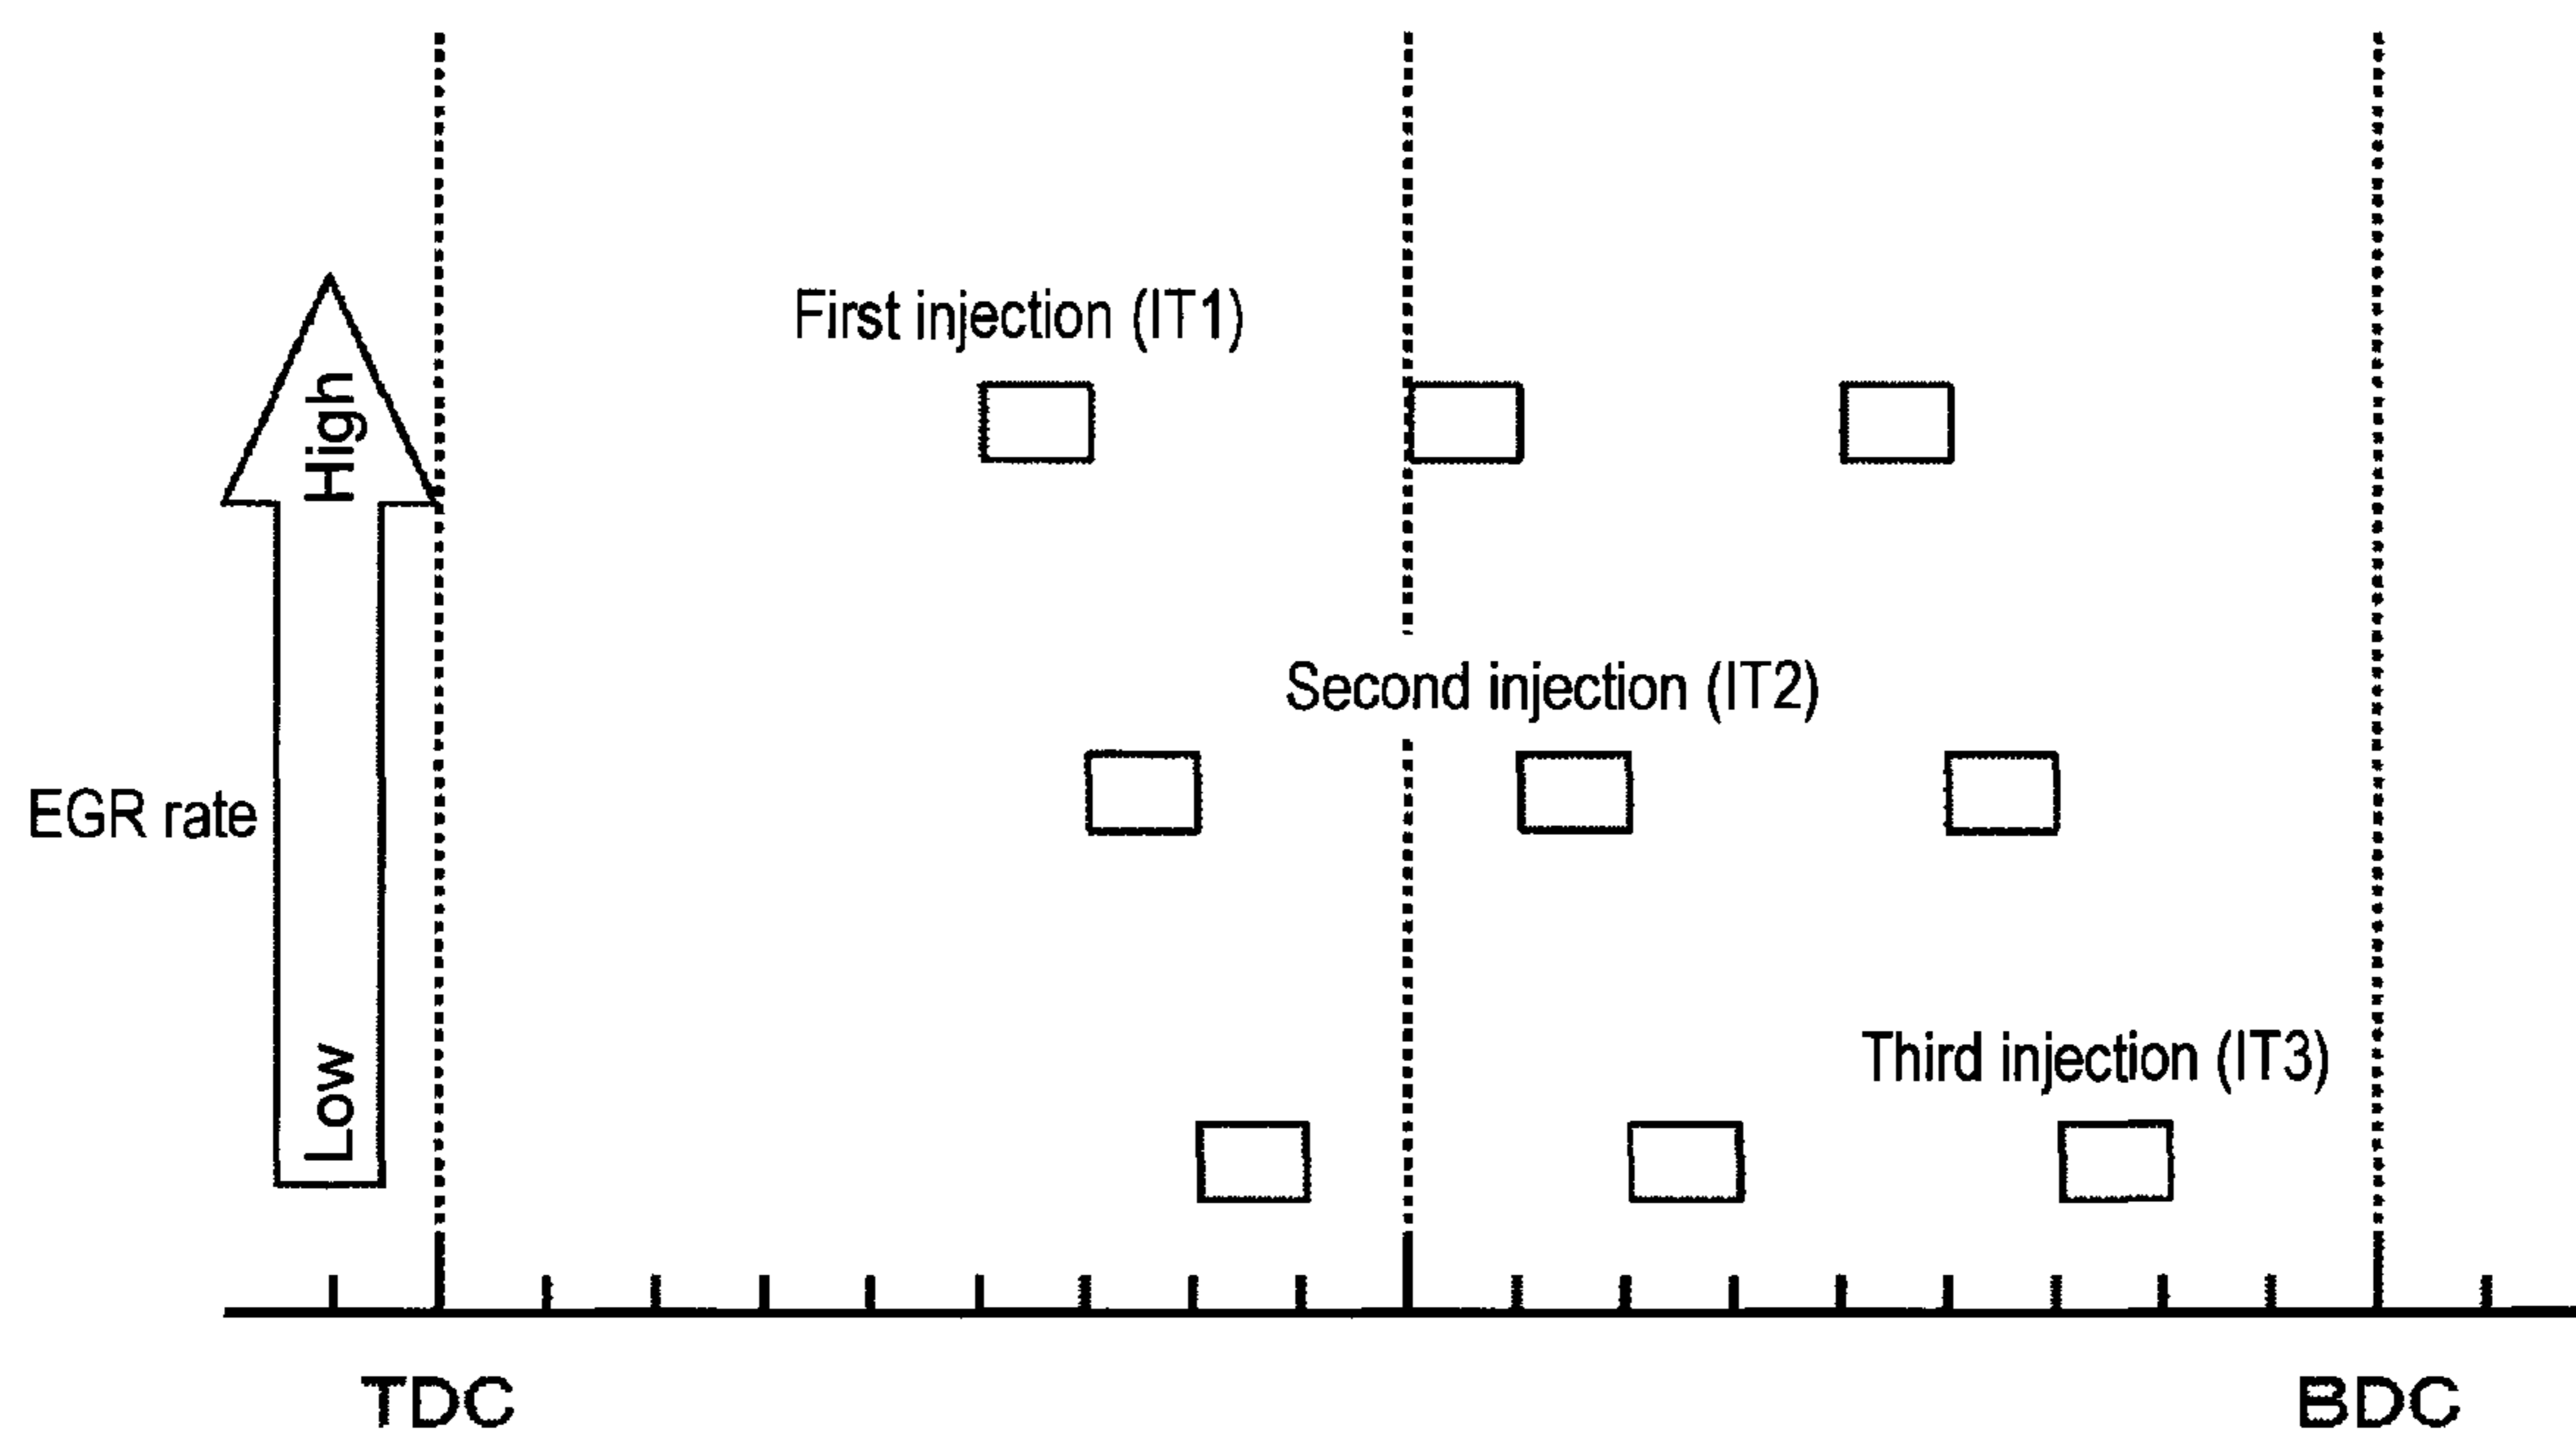 First injection (IT1)
High
Second injection (IT2)
EGR rate
Low
Third injection (IT3)
TDC
BDC